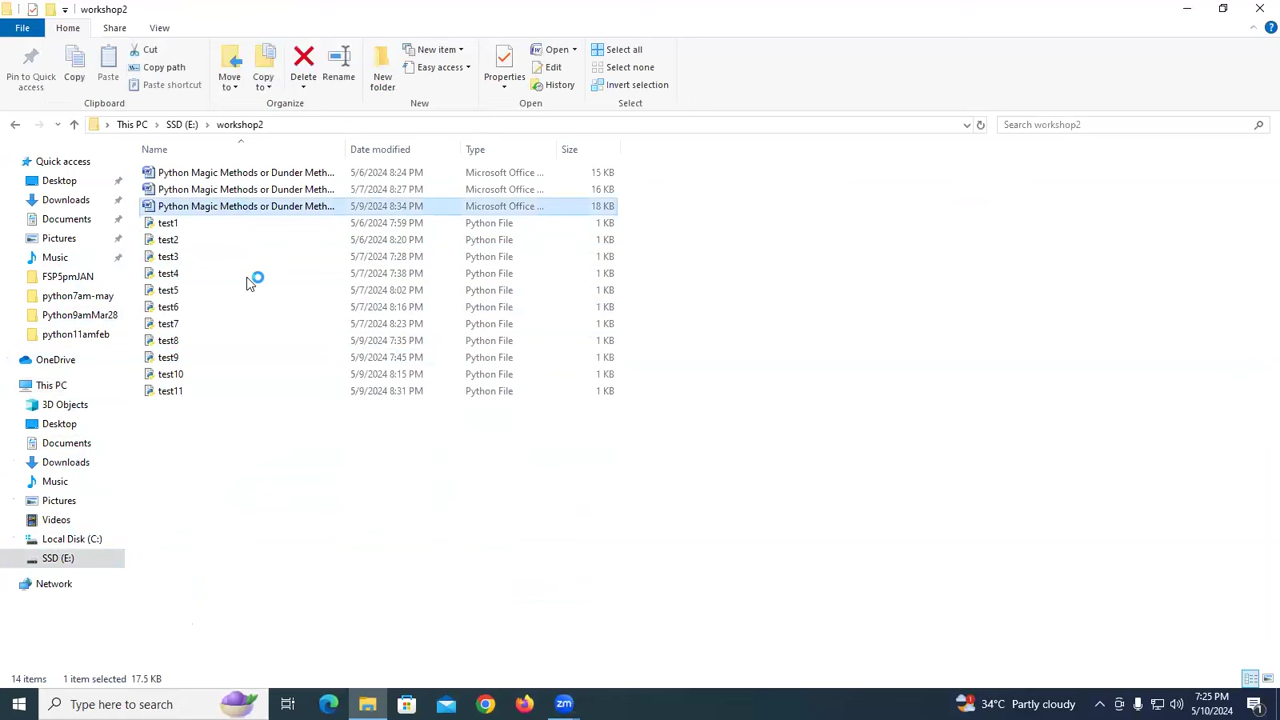 workshop2
File Home Share View
Pin to Quick access
Copy
Paste
Cut
Copy path
Paste shortcut
Clipboard
Move to
Copy to
Delete
Rename
Organize
New folder
New item
Easy access
New
Properties
Open
Edit
History
Open
Select all
Select none
Invert selection
Select
This PC > SSD (E:) > workshop2
Search workshop2
Name Date modified Type Size
Python Magic Methods or Dunder Meth... 5/6/2024 8:24 PM Microsoft Office ... 15 KB
Python Magic Methods or Dunder Meth... 5/7/2024 8:27 PM Microsoft Office ... 16 KB
Python Magic Methods or Dunder Meth... 5/9/2024 8:34 PM Microsoft Office ... 18 KB
test1 5/6/2024 7:59 PM Python File 1 KB
test2 5/6/2024 8:20 PM Python File 1 KB
test3 5/7/2024 7:28 PM Python File 1 KB
test4 5/7/2024 7:38 PM Python File 1 KB
test5 5/7/2024 8:02 PM Python File 1 KB
test6 5/7/2024 8:16 PM Python File 1 KB
test7 5/7/2024 8:23 PM Python File 1 KB
test8 5/9/2024 7:35 PM Python File 1 KB
test9 5/9/2024 7:45 PM Python File 1 KB
test10 5/9/2024 8:15 PM Python File 1 KB
test11 5/9/2024 8:31 PM Python File 1 KB
Quick access
Desktop
Downloads
Documents
Pictures
Music
FSP5pmJAN
python7am-may
Python9amMar28
python11amfeb
OneDrive
This PC
3D Objects
Desktop
Documents
Downloads
Music
Pictures
Videos
Local Disk (C:)
SSD (E:)
Network
14 items 1 item selected 17.5 KB
Type here to search
zm
34°C Partly cloudy
7:25 PM
5/10/2024